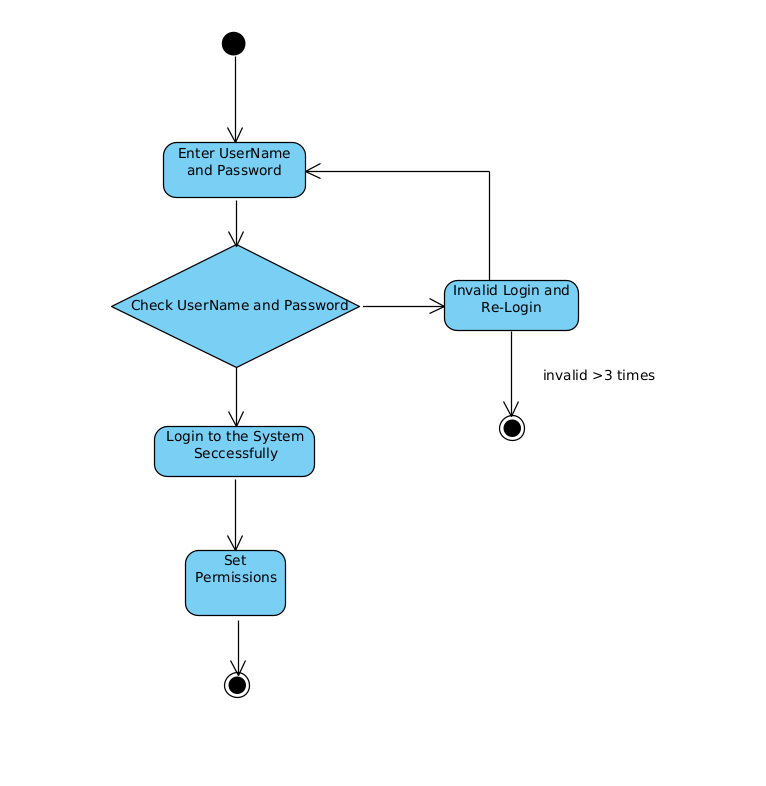 Enter UserName
and Password
Check UserName and Password
Invalid Login and
Re-Login
invalid >3 times
Login to the System
Seccessfully
Set
Permissions